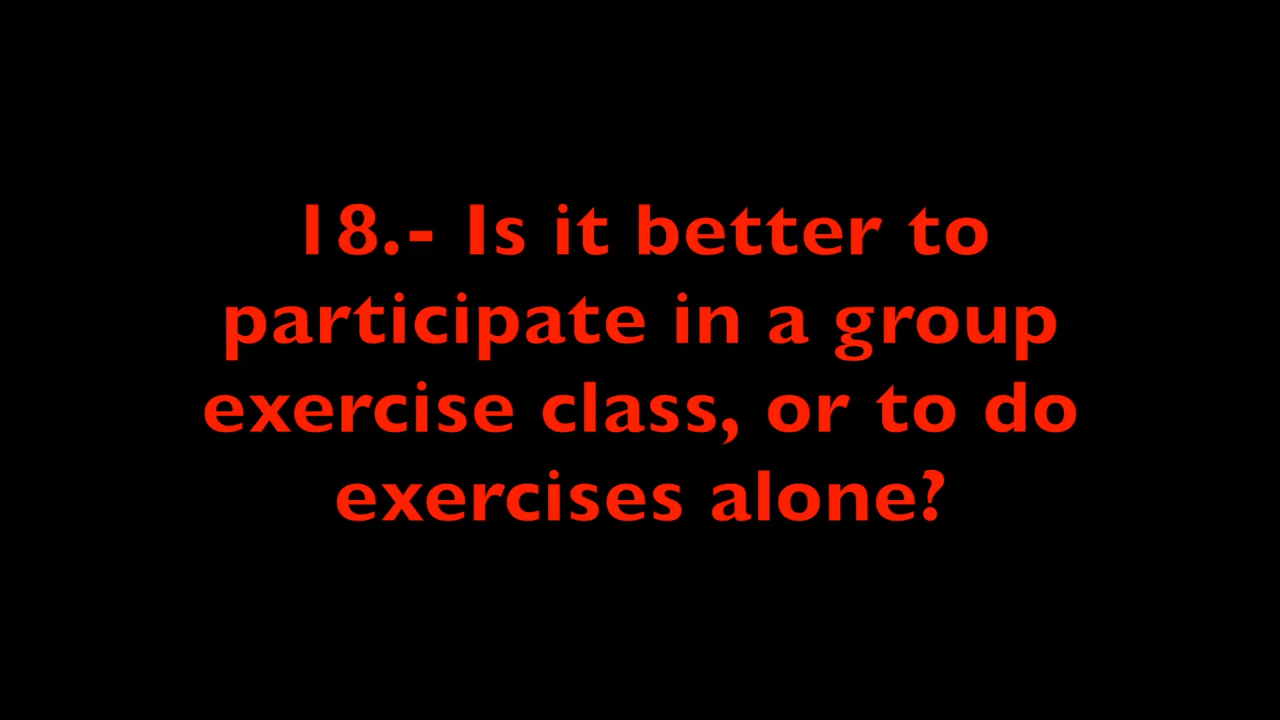 18.- Is it better to
participate in a group
exercise class, or to do
exercises alone?